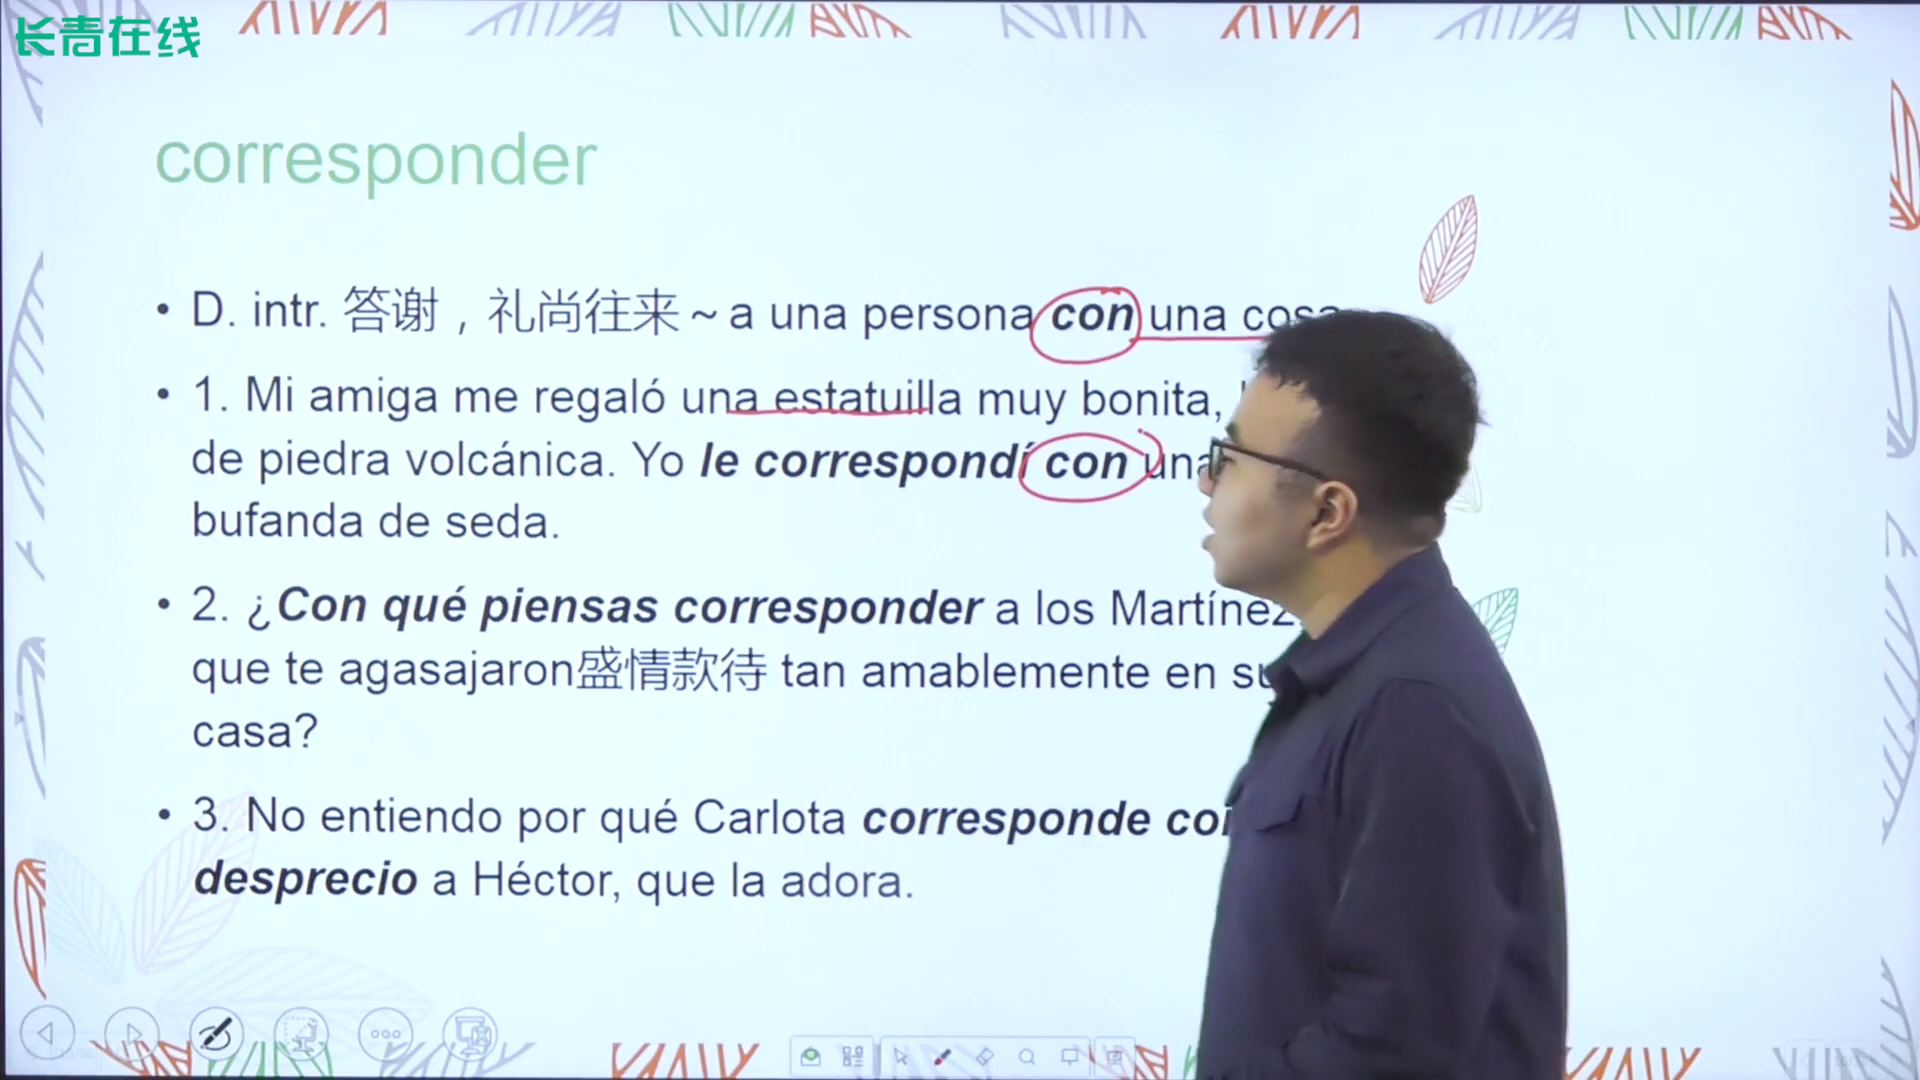 长青在线
corresponder
• D. intr. 答谢，礼尚往来 ~ a una persona con una cosa
• 1. Mi amiga me regaló una estatuilla muy bonita,
de piedra volcánica. Yo le correspondí con una
bufanda de seda.
• 2. ¿Con qué piensas corresponder a los Martínez
que te agasajaron盛情款待 tan amablemente en su
casa?
• 3. No entiendo por qué Carlota corresponde con
desprecio a Héctor, que la adora.